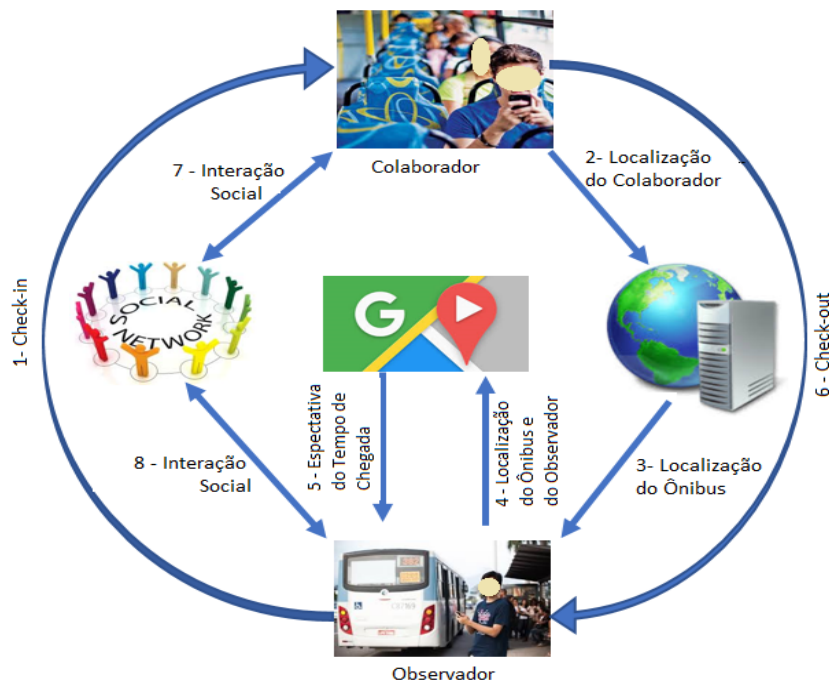 Colaborador
7 - Interação
Social
2- Localização
do Colaborador
1- Check-in
SOCIAL
NETWORK
G
6 - Check-out
5 - Espectativa
do Tempo de
Chegada
4 - Localização
do Ônibus e
do Observador
8 - Interação
Social
3- Localização
do Ônibus
Observador